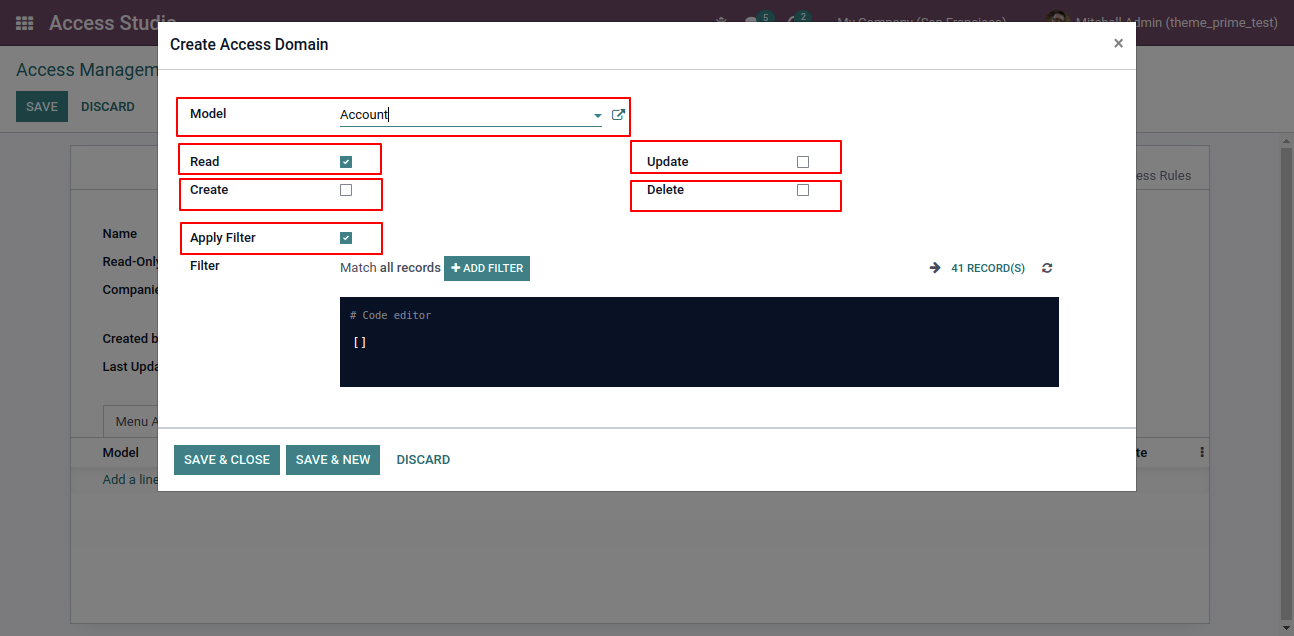 Access Studio
5
2
My Company (San Francisco)
Mitchell Admin (theme_prime_test)
Access Managem
SAVE
DISCARD
Create Access Domain
×
Model
Account
Read
Update
Create
Delete
Apply Filter
Filter
Match all records
ADD FILTER
41 RECORD(S)
# Code editor
[]
SAVE & CLOSE
SAVE & NEW
DISCARD
ess Rules
Name
Read-Only
Companie
Created b
Last Upda
Menu A
Model
te
Add a line